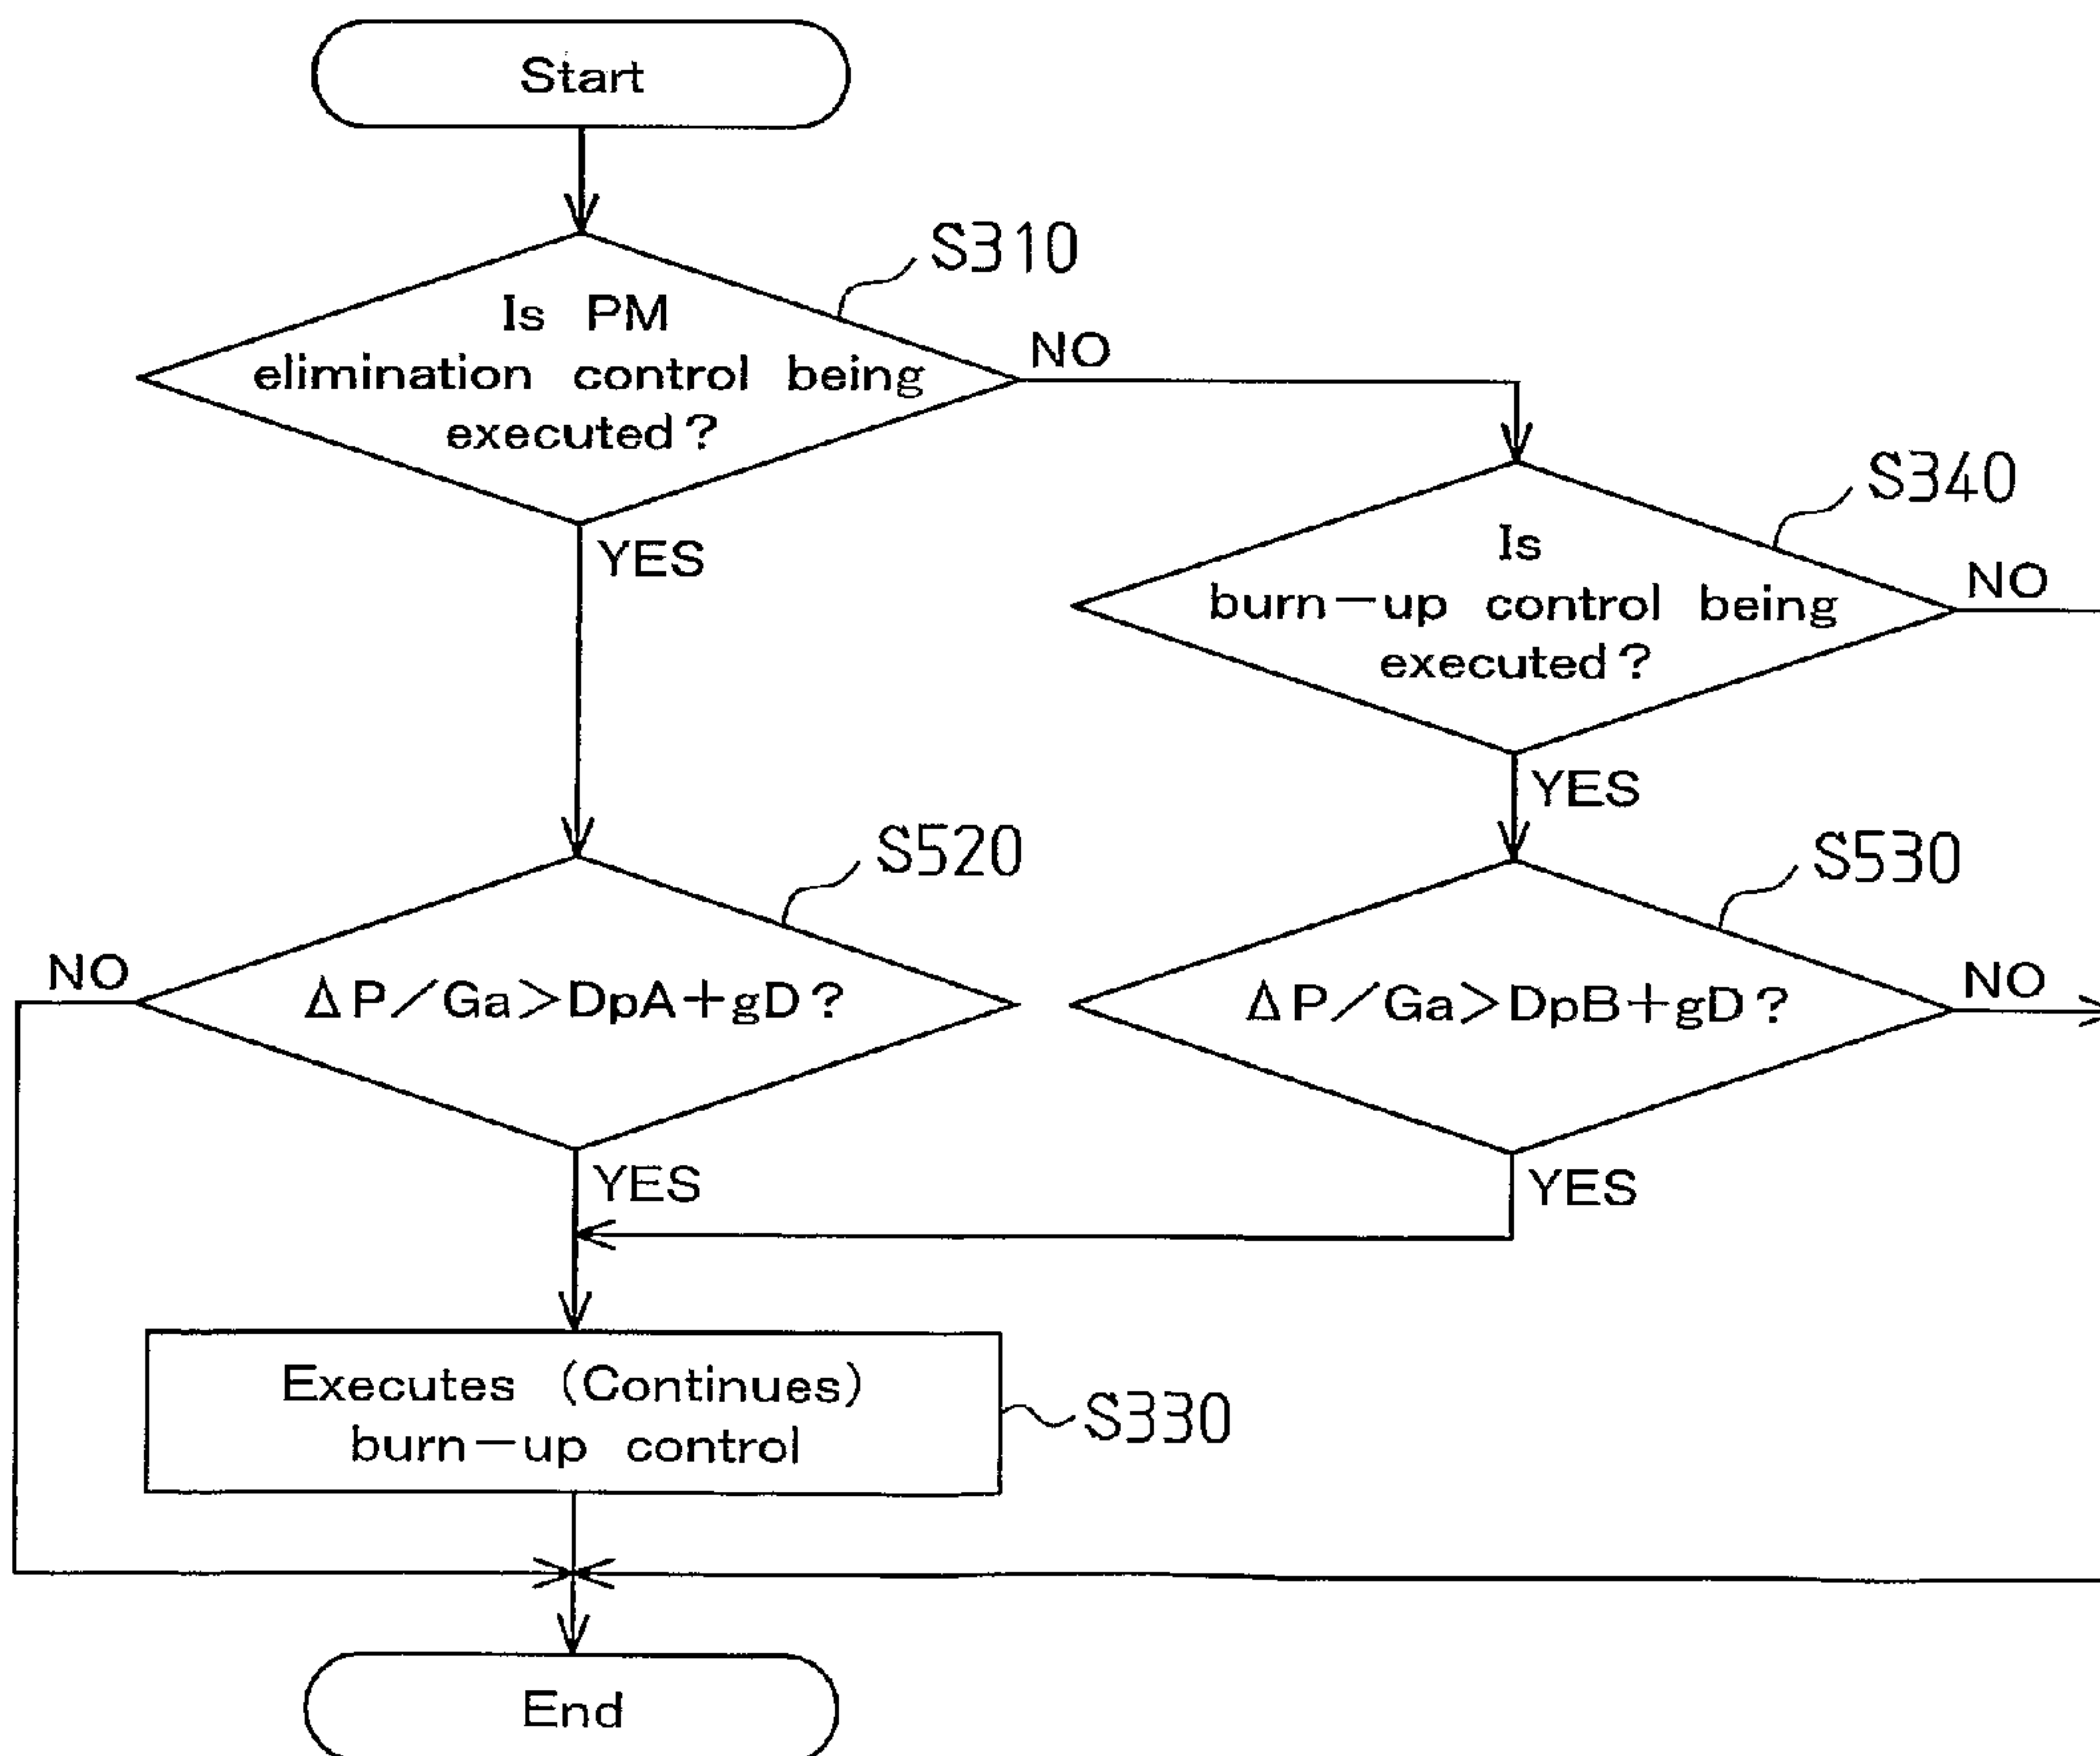 Start
S310
Is PM
elimination control being
executed?
NO
YES
S340
Is
burn-up control being
executed?
NO
YES
S520
ΔP/Ga>DpA+gD?
NO
YES
S530
ΔP/Ga>DpB+gD?
NO
YES
Executes (Continues)
burn-up control
S330
End